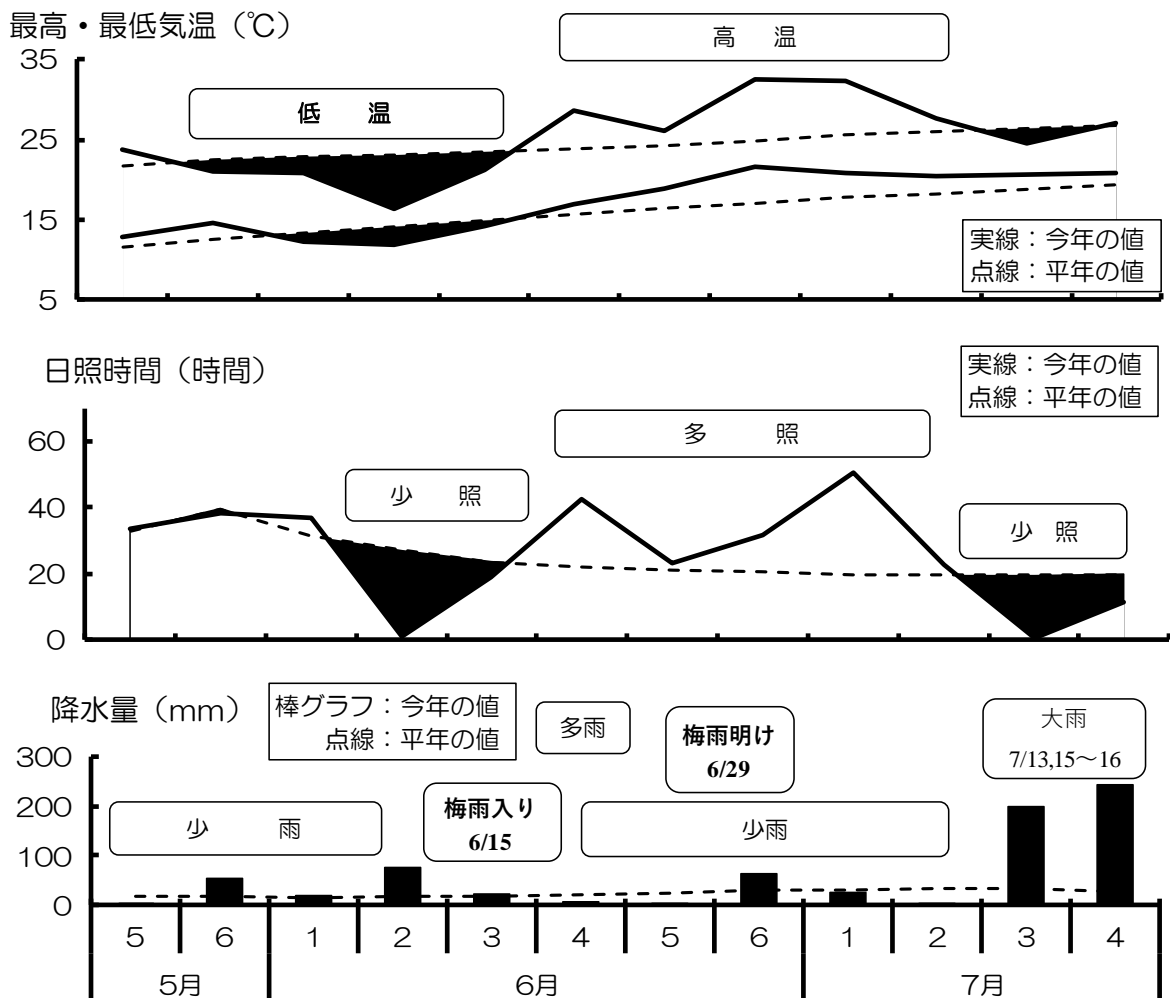 最高・最低気温（℃）
高　温
35
低　温
25
15
実線：今年の値
点線：平年の値
5
日照時間（時間）
実線：今年の値
点線：平年の値
多　照
60
少　照
40
少　照
20
0
降水量（mm）
棒グラフ：今年の値
点線：平年の値
多雨
梅雨明け
6/29
大雨
7/13,15～16
300
200
少　雨
梅雨入り
6/15
少雨
100
0
5 6 1 2 3 4 5 6 1 2 3 4
5月 6月 7月